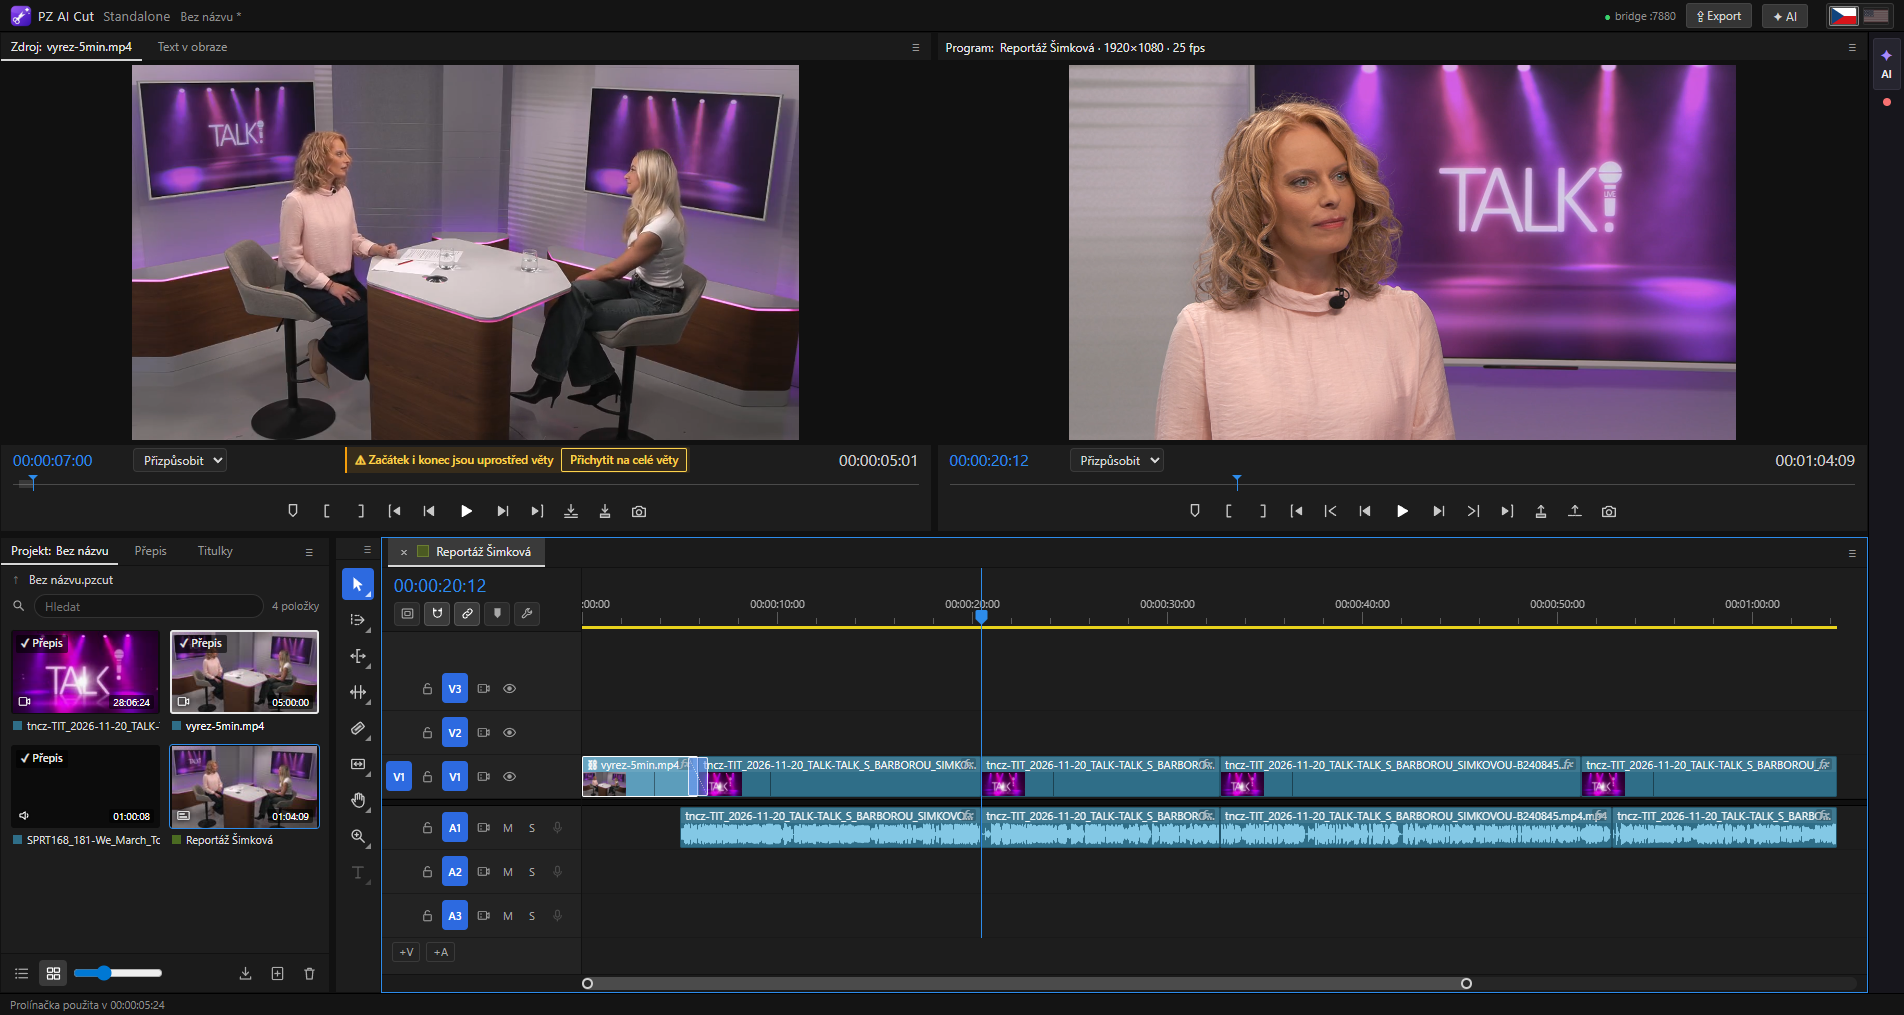 PZ AI Cut Standalone Bez názvu *
bridge :7880 Export AI
Zdroj: vyrez-5min.mp4 Text v obraze
Program: Reportáž Šimková · 1920×1080 · 25 fps
AI
TALK!
TALK!
LIVE
00:00:07:00 Přizpůsobit Začátek i konec jsou uprostřed věty Přichytit na celé věty 00:00:05:01
00:00:20:12 Přizpůsobit 00:01:04:09
Projekt: Bez názvu Přepis Titulky
Bez názvu.pzcut
Hledat 4 položky
Přepis
TALK
28:06:24
tncz-TIT_2026-11-20_TALK-
Přepis
05:00:00
vyrez-5min.mp4
Přepis
01:00:08
SPRT168_181-We_March_Tc
01:04:09
Reportáž Šimková
× Reportáž Šimková
00:00:20:12
:00:00 00:00:10:00 00:00:20:00 00:00:30:00 00:00:40:00 00:00:50:00 00:01:00:00
V3
V2
V1 V1
vyrez-5min.mp4 tncz-TIT_2026-11-20_TALK-TALK_S_BARBOROU_SIMKO tncz-TIT_2026-11-20_TALK-TALK_S_BARBOR tncz-TIT_2026-11-20_TALK-TALK_S_BARBOROU_SIMKOVOU-B240845. fx tncz-TIT_2026-11-20_TALK-TALK_S_BARBOROU_ fx
A1 M S
tncz-TIT_2026-11-20_TALK-TALK_S_BARBOROU_SIMKOVO tncz-TIT_2026-11-20_TALK-TALK_S_BARBOR tncz-TIT_2026-11-20_TALK-TALK_S_BARBOROU_SIMKOVOU-B240845.mp4.mp4 tncz-TIT_2026-11-20_TALK-TALK_S_BARBO
A2 M S
A3 M S
+V +A
Prolínačka použita v 00:00:05:24